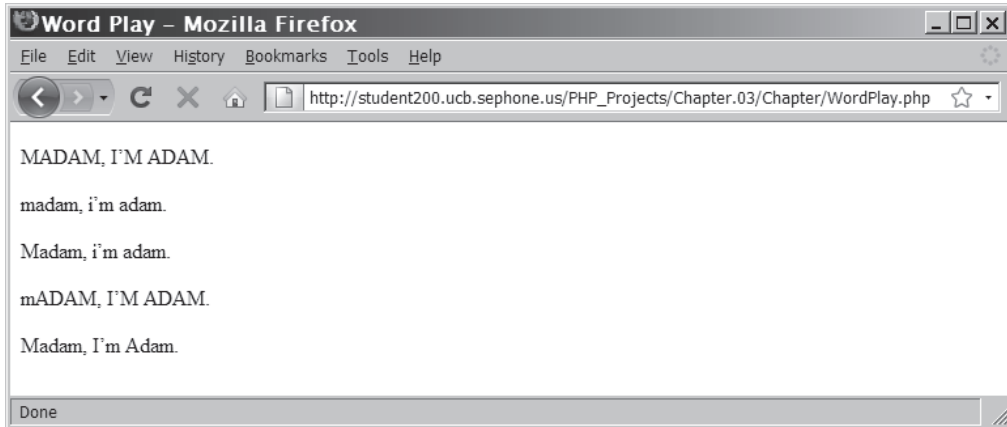 Word Play – Mozilla Firefox
File Edit View History Bookmarks Tools Help
http://student200.ucb.sephone.us/PHP_Projects/Chapter.03/Chapter/WordPlay.php
MADAM, I'M ADAM.
madam, i'm adam.
Madam, i'm adam.
mADAM, I'M ADAM.
Madam, I'm Adam.
Done